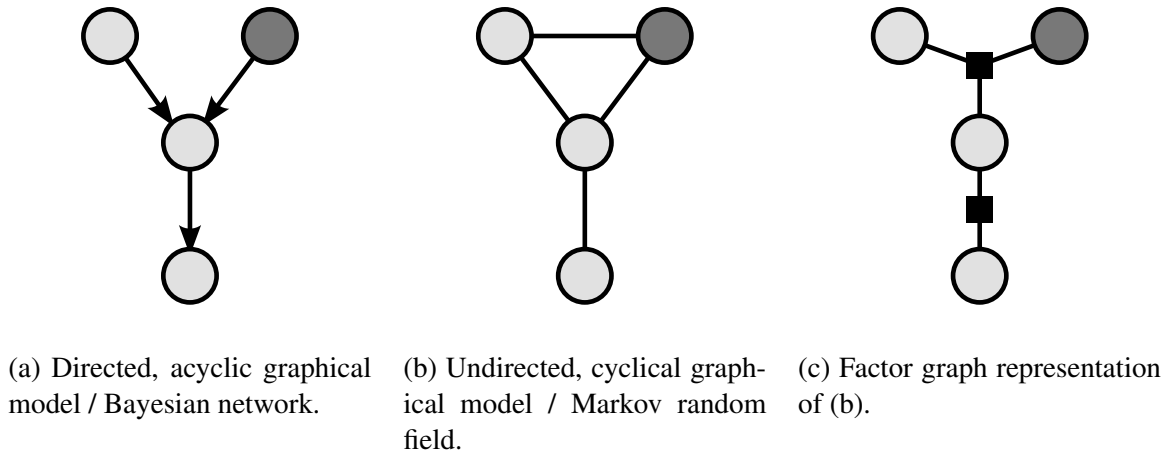 (a) Directed, acyclic graphical
model / Bayesian network.
(b) Undirected, cyclical graph-
ical model / Markov random
field.
(c) Factor graph representation
of (b).